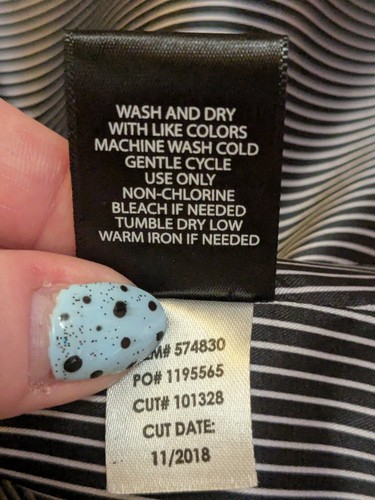 WASH AND DRY
WITH LIKE COLORS
MACHINE WASH COLD
GENTLE CYCLE
USE ONLY
NON-CHLORINE
BLEACH IF NEEDED
TUMBLE DRY LOW
WARM IRON IF NEEDED
574830
PO# 1195565
CUT# 101328
CUT DATE:
11/2018